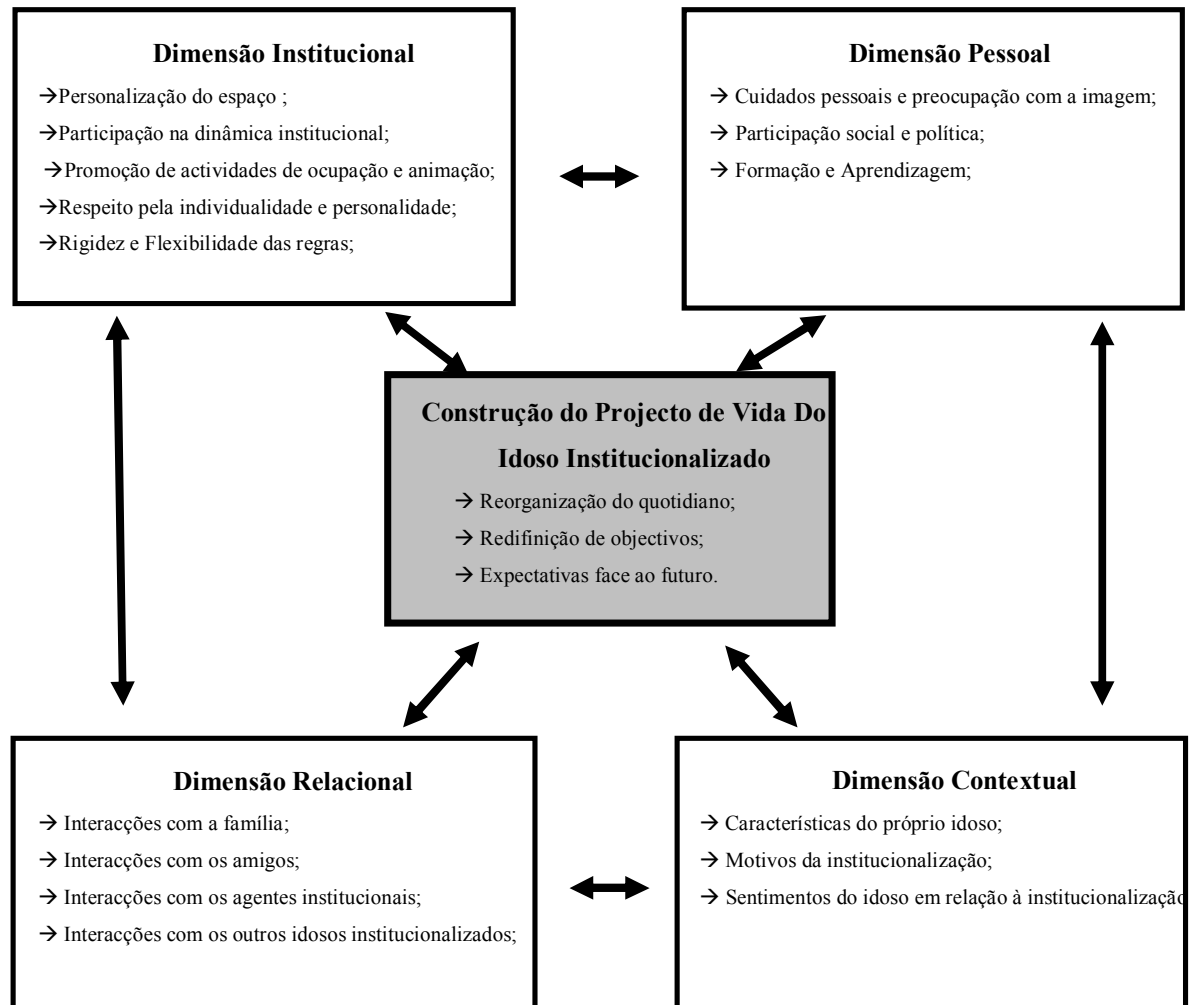 Dimensão Institucional
→Personalização do espaço ;
→Participação na dinâmica institucional;
→Promoção de actividades de ocupação e animação;
→Respeito pela individualidade e personalidade;
→Rigidez e Flexibilidade das regras;
Dimensão Pessoal
→ Cuidados pessoais e preocupação com a imagem;
→ Participação social e política;
→ Formação e Aprendizagem;
Construção do Projecto de Vida Do
Idoso Institucionalizado
→ Reorganização do quotidiano;
→ Redifinição de objectivos;
→ Expectativas face ao futuro.
Dimensão Relacional
→ Interacções com a família;
→ Interacções com os amigos;
→ Interacções com os agentes institucionais;
→ Interacções com os outros idosos institucionalizados;
Dimensão Contextual
→ Características do próprio idoso;
→ Motivos da institucionalização;
→ Sentimentos do idoso em relação à institucionalização